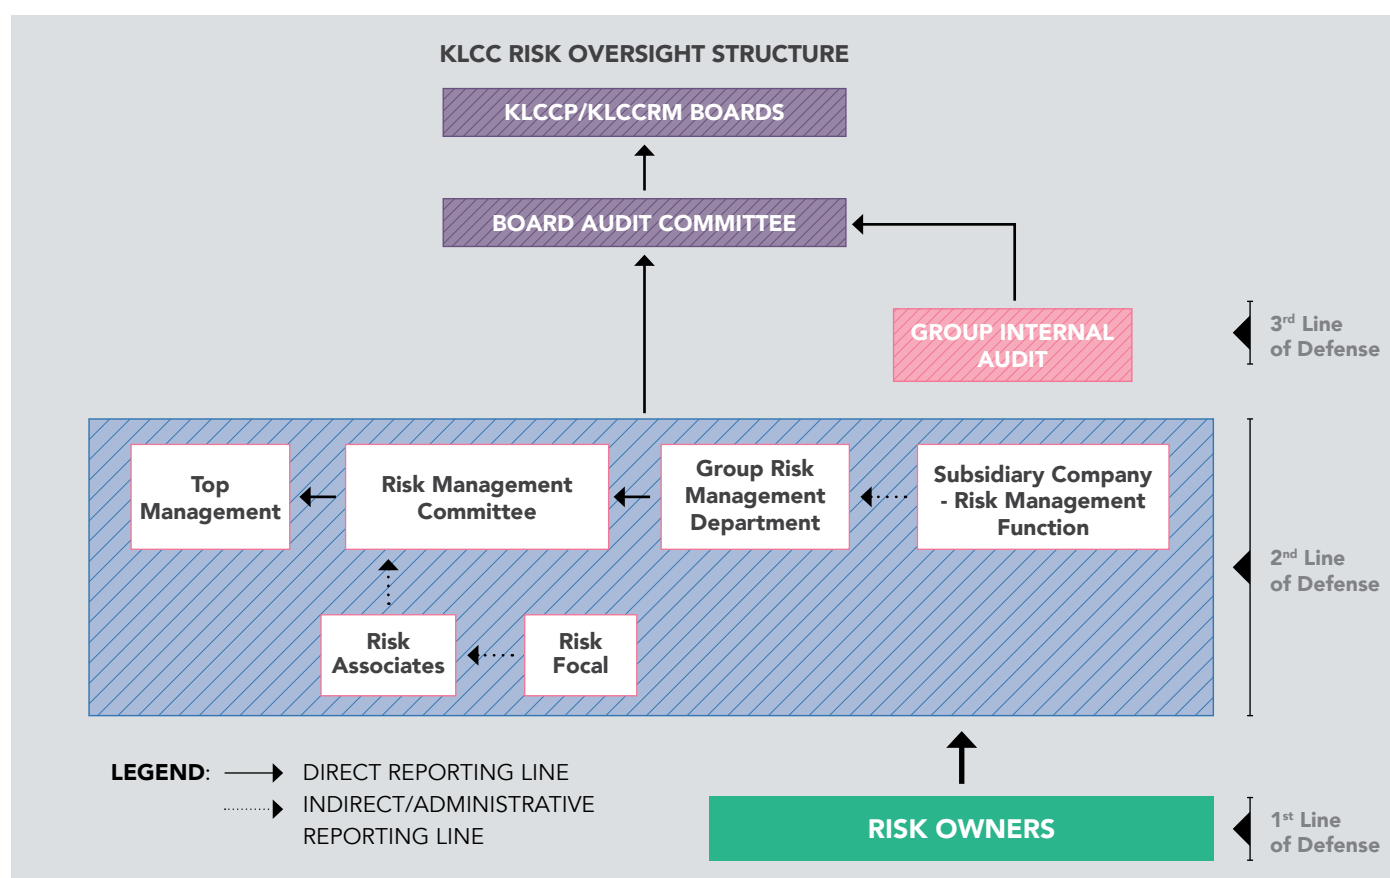 KLCC RISK OVERSIGHT STRUCTURE
KLCCP/KLCCRM BOARDS
BOARD AUDIT COMMITTEE
GROUP INTERNAL
AUDIT
3rd Line
of Defense
Top
Management
Risk Management
Committee
Group Risk
Management
Department
Subsidiary Company
- Risk Management
Function
2nd Line
of Defense
Risk
Associates
Risk
Focal
LEGEND: DIRECT REPORTING LINE
INDIRECT/ADMINISTRATIVE
REPORTING LINE
RISK OWNERS
1st Line
of Defense